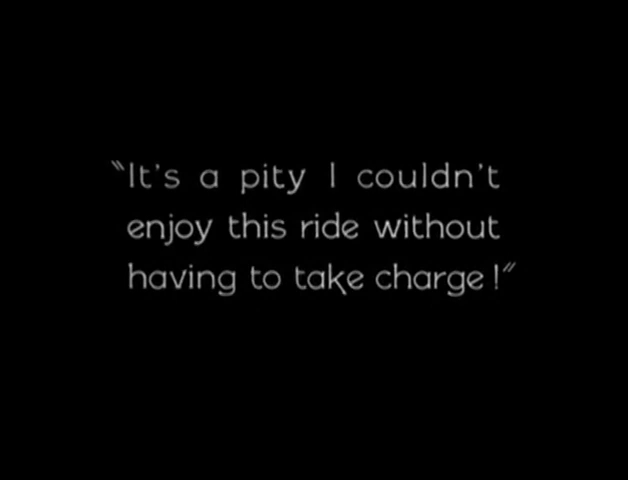 "It's a pity I couldn't
enjoy this ride without
having to take charge!"